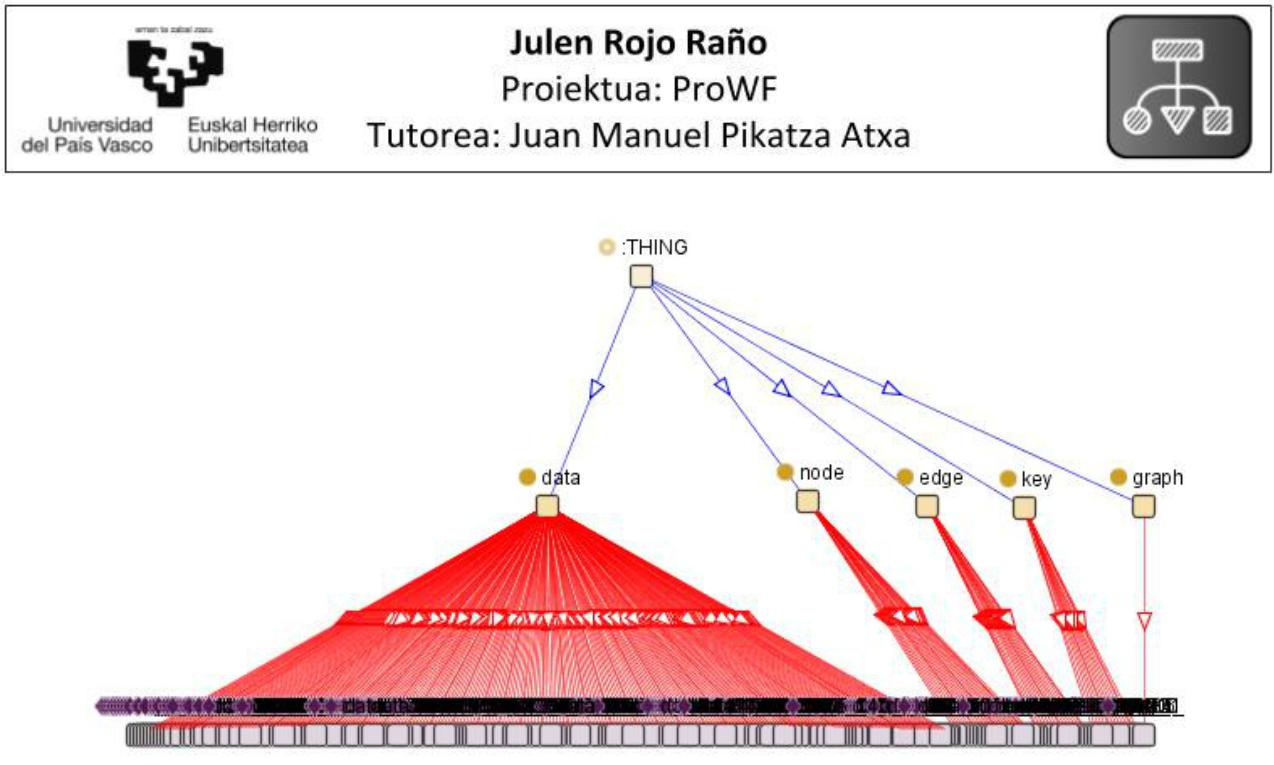 eman ta zabal zazu
Universidad
del País Vasco
Euskal Herriko
Unibertsitatea
Julen Rojo Raño
Proiektua: ProWF
Tutorea: Juan Manuel Pikatza Atxa
:THING
data
node
edge
key
graph